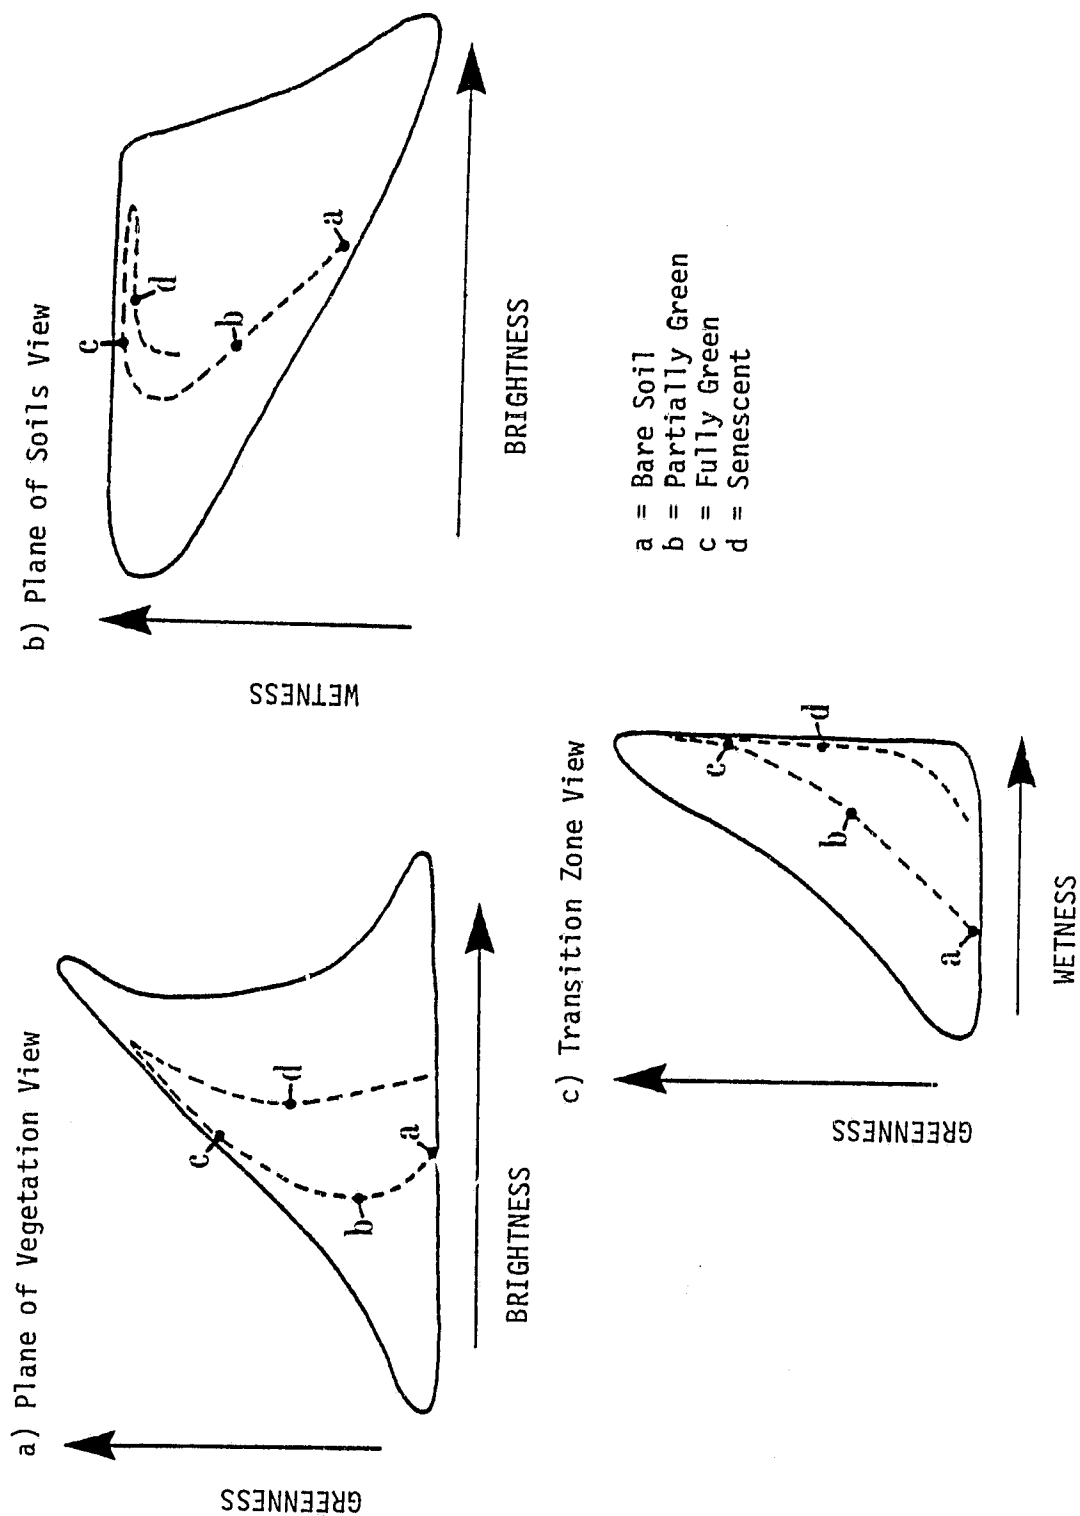 a) Plane of Vegetation View
GREENNESS
c
d
b
a
BRIGHTNESS
b) Plane of Soils View
WETNESS
c
d
b
a
BRIGHTNESS
c) Transition Zone View
GREENNESS
c
d
b
a
WETNESS
a = Bare Soil
b = Partially Green
c = Fully Green
d = Senescent